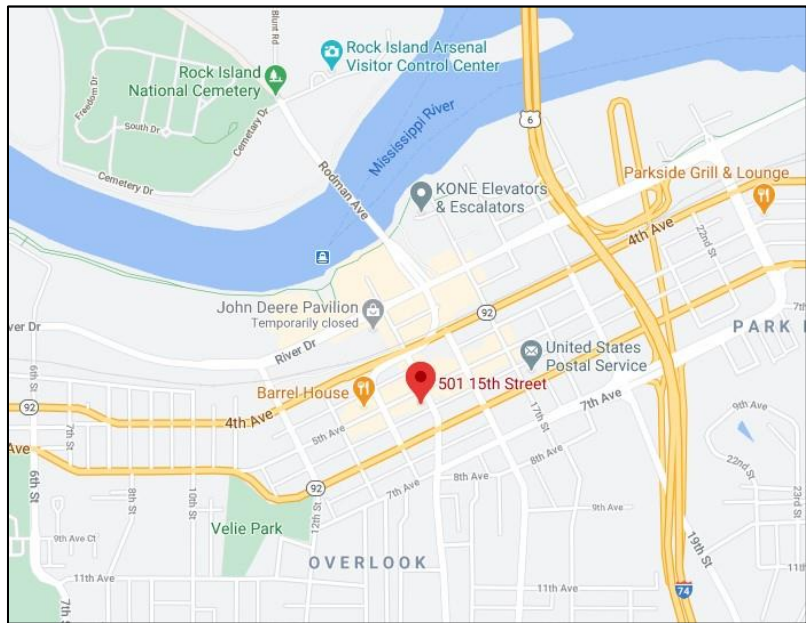 Blunt Rd
Rock Island Arsenal
Visitor Control Center
Rock Island
National Cemetery
Freedom Dr
South Dr
Cemetery Dr
Cemetery Dr
Mississippi River
6
Rodman Ave
KONE Elevators
& Escalators
Parkside Grill & Lounge
4th Ave
22nd St
92
John Deere Pavilion
Temporarily closed
River Dr
ver Dr
PARK
United States
Postal Service
501 15th Street
Barrel House
6th St
92
4th Ave
5th Ave
17th St
7th Ave
9th Ave
Ave
7th St
6th St
8th St
10th St
92
12th St
7th Ave
8th Ave
8th Ave
22nd St
23rd St
Velie Park
9th Ave Ct
9th Ave
19th St
OVERLOOK
11th Ave
11th Ave
11th
7th St
74